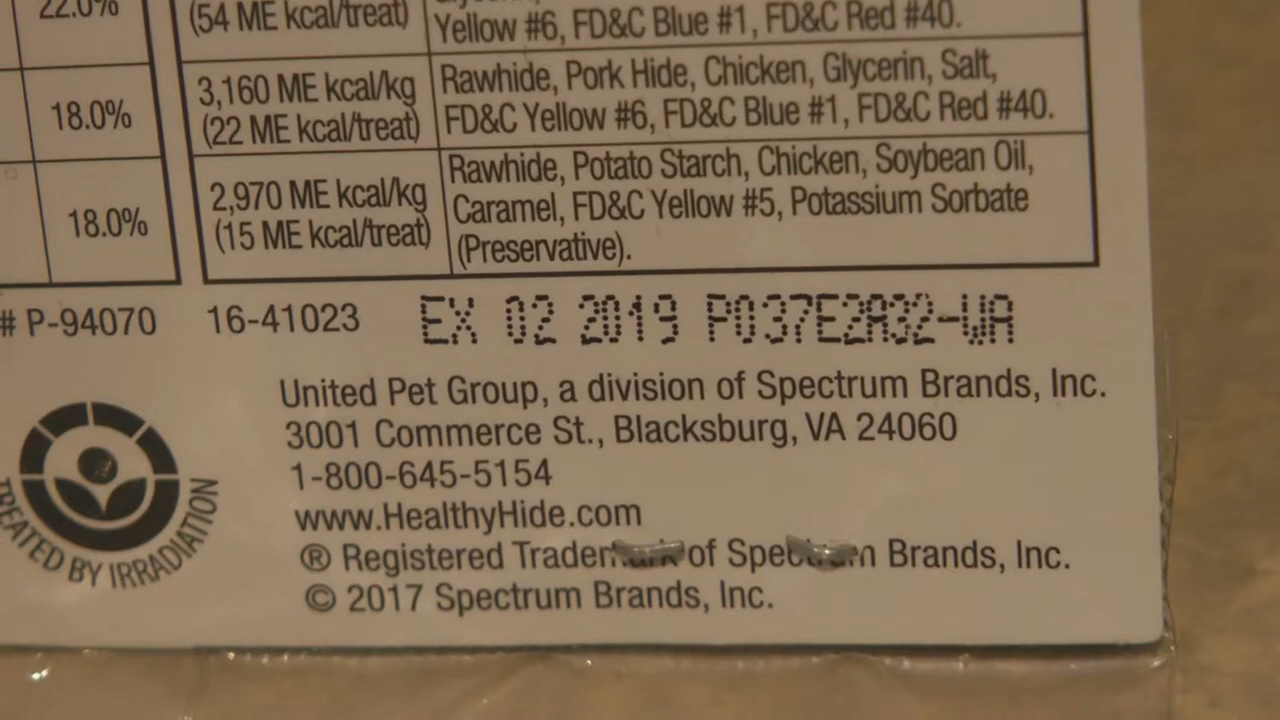 22.0%
(54 ME kcal/treat)
Yellow #6, FD&C Blue #1, FD&C Red #40.
18.0%
3,160 ME kcal/kg
(22 ME kcal/treat)
Rawhide, Pork Hide, Chicken, Glycerin, Salt,
FD&C Yellow #6, FD&C Blue #1, FD&C Red #40.
18.0%
2,970 ME kcal/kg
(15 ME kcal/treat)
Rawhide, Potato Starch, Chicken, Soybean Oil,
Caramel, FD&C Yellow #5, Potassium Sorbate
(Preservative).
# P-94070 16-41023 EX 02 2019 P037E2A32-WA
United Pet Group, a division of Spectrum Brands, Inc.
3001 Commerce St., Blacksburg, VA 24060
1-800-645-5154
www.HealthyHide.com
® Registered Trademark of Spectrum Brands, Inc.
© 2017 Spectrum Brands, Inc.
TREATED BY IRRADIATION